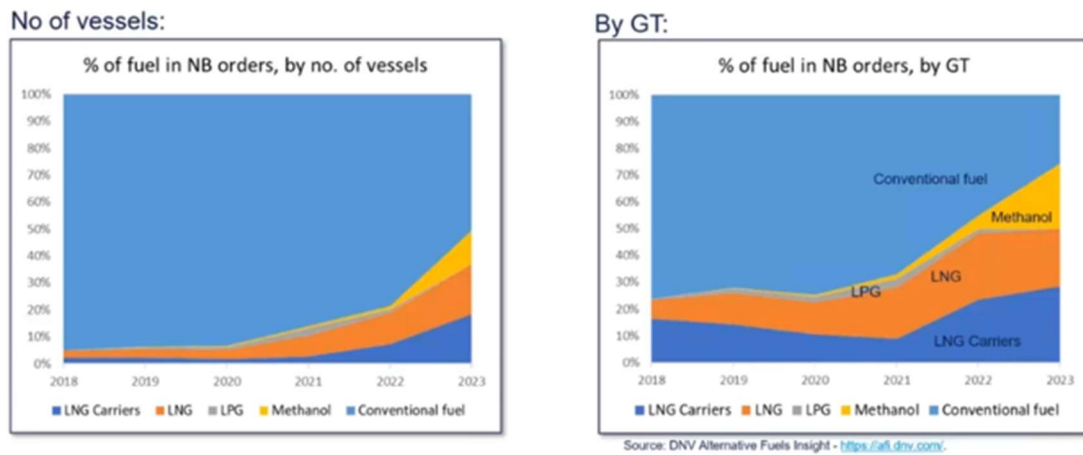 No of vessels:
By GT:
% of fuel in NB orders, by no. of vessels
100%
90%
80%
70%
60%
50%
40%
30%
20%
10%
0%
2018 2019 2020 2021 2022 2023
LNG Carriers LNG LPG Methanol Conventional fuel
% of fuel in NB orders, by GT
100%
90%
80%
70%
60%
50%
40%
30%
20%
10%
0%
Conventional fuel
Methanol
LNG
LPG
LNG Carriers
2018 2019 2020 2021 2022 2023
LNG Carriers LNG LPG Methanol Conventional fuel
Source: DNV Alternative Fuels Insight - https://afi.dnv.com/.